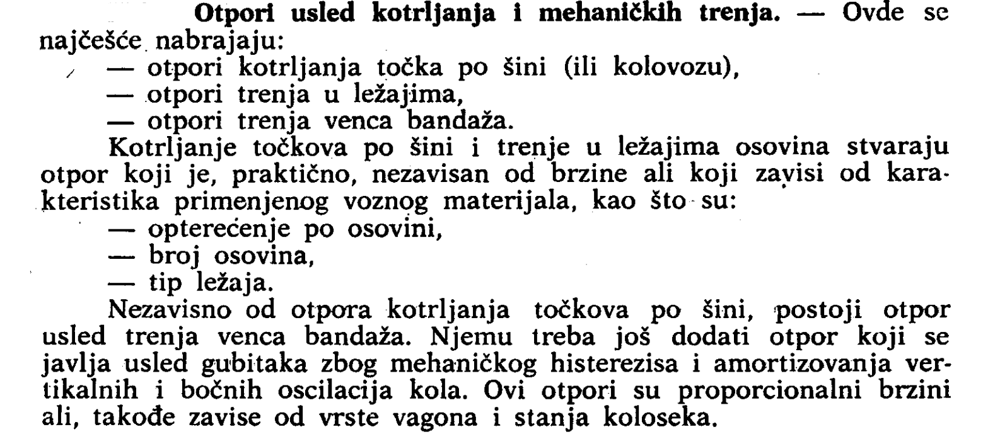 Otpori usled kotrljanja i mehaničkih trenja. — Ovde se
najčešće nabrajaju:
— otpori kotrljanja točka po šini (ili kolovozu),
— otpori trenja u ležajima,
— otpori trenja venca bandaža.
Kotrljanje točkova po šini i trenje u ležajima osovina stvaraju
otpor koji je, praktično, nezavisan od brzine ali koji zavisi od kara-
kteristika primenjenog voznog materijala, kao što su:
— opterećenje po osovini,
— broj osovina,
— tip ležaja.
Nezavisno od otpora kotrljanja točkova po šini, postoji otpor
usled trenja venca bandaža. Njemu treba još dodati otpor koji se
javlja usled gubitaka zbog mehaničkog histerezisa i amortizovanja ver-
tikalnih i bočnih oscilacija kola. Ovi otpori su proporcionalni brzini
ali, takođe zavise od vrste vagona i stanja koloseka.